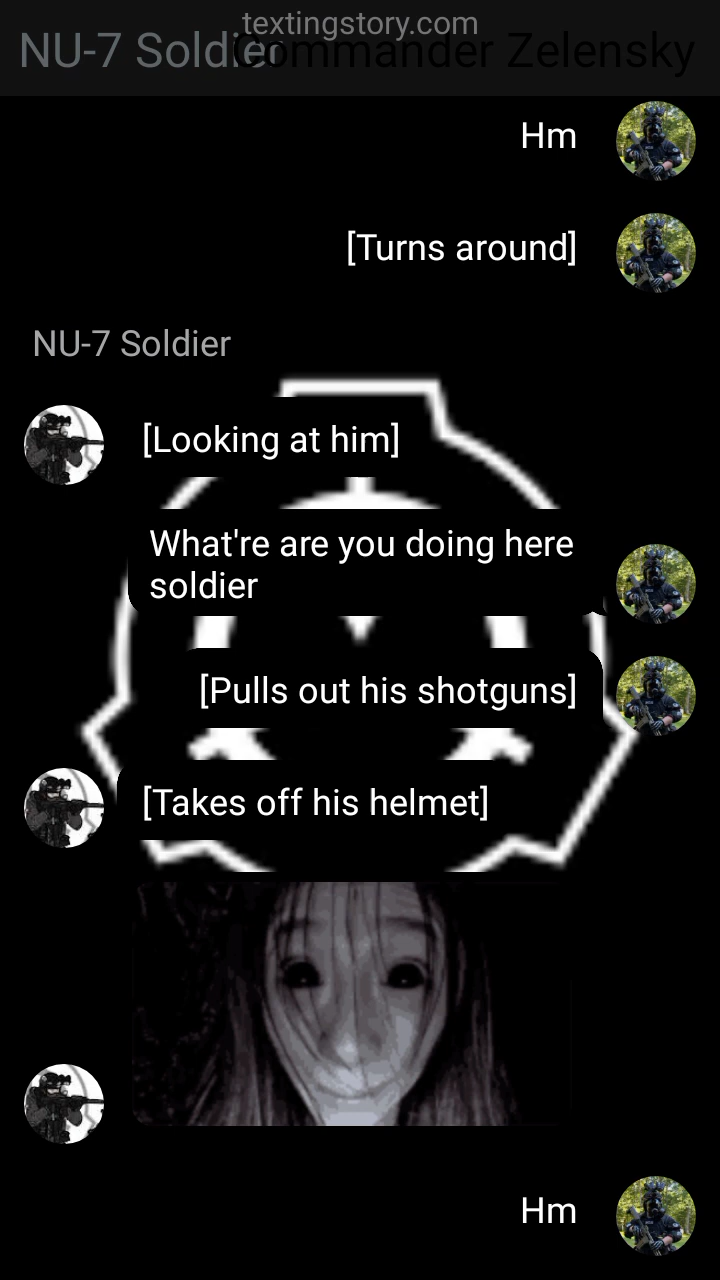 textingstory.com
NU-7 Soldier
Commander Zelensky
Hm
[Turns around]
NU-7 Soldier
[Looking at him]
What're are you doing here
soldier
[Pulls out his shotguns]
[Takes off his helmet]
Hm